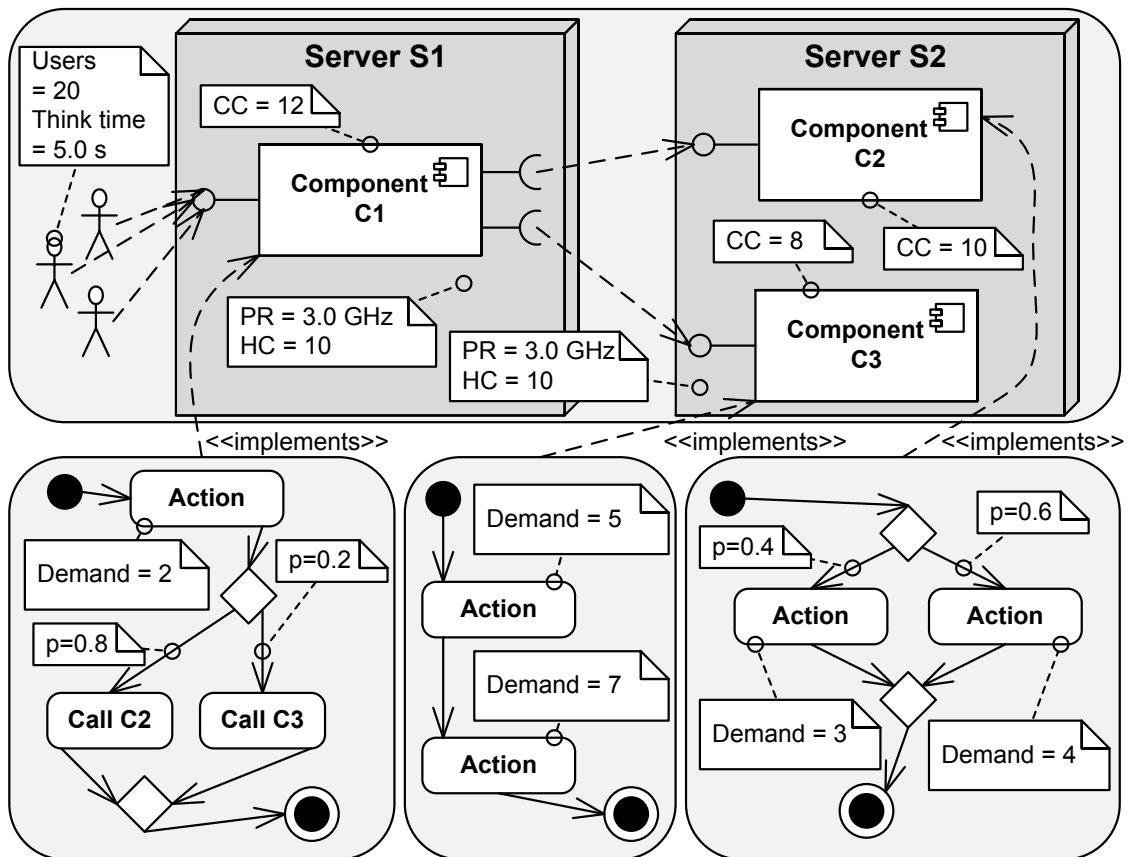 Users
= 20
Think time
= 5.0 s
Server S1
CC = 12
Component
C1
PR = 3.0 GHz
HC = 10
Server S2
Component
C2
CC = 8
CC = 10
PR = 3.0 GHz
HC = 10
Component
C3
<<implements>>
<<implements>>
<<implements>>
Action
Demand = 2
p=0.2
p=0.8
Call C2
Call C3
Demand = 5
Action
Demand = 7
Action
p=0.6
p=0.4
Action
Action
Demand = 3
Demand = 4